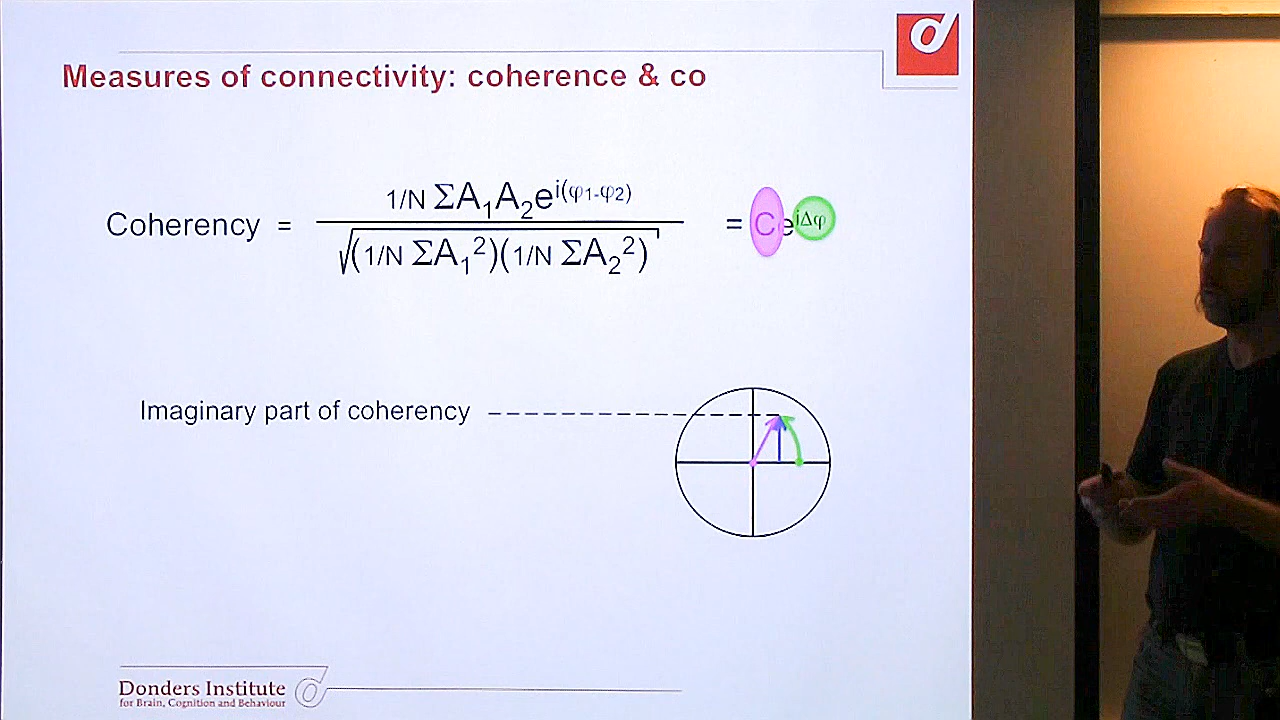 Measures of connectivity: coherence & co
1/N ΣA₁A₂e^i(φ₁-φ₂)
Coherency = = Ce^iΔφ
√(1/N ΣA₁²)(1/N ΣA₂²)
Imaginary part of coherency
Donders Institute
for Brain, Cognition and Behaviour